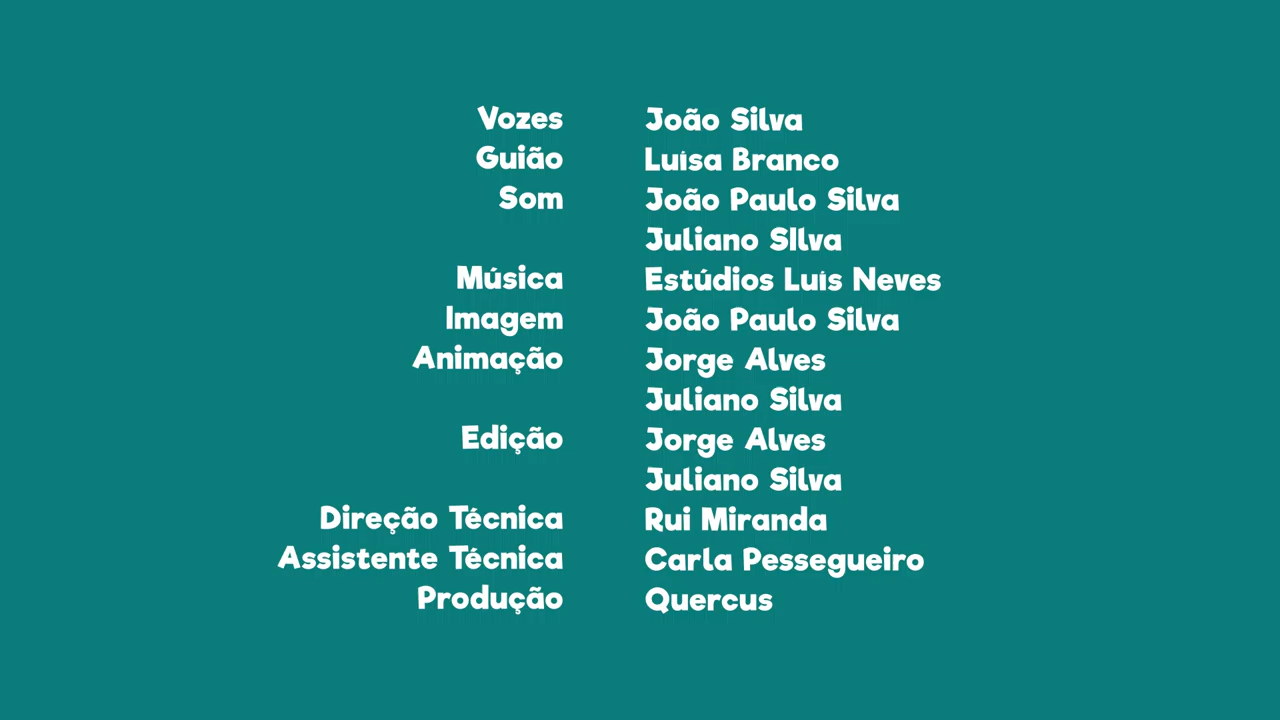 Vozes João Silva
Guião Luísa Branco
Som João Paulo Silva
Juliano SIlva
Música Estúdios Luís Neves
Imagem João Paulo Silva
Animação Jorge Alves
Juliano Silva
Edição Jorge Alves
Juliano Silva
Direção Técnica Rui Miranda
Assistente Técnica Carla Pessegueiro
Produção Quercus